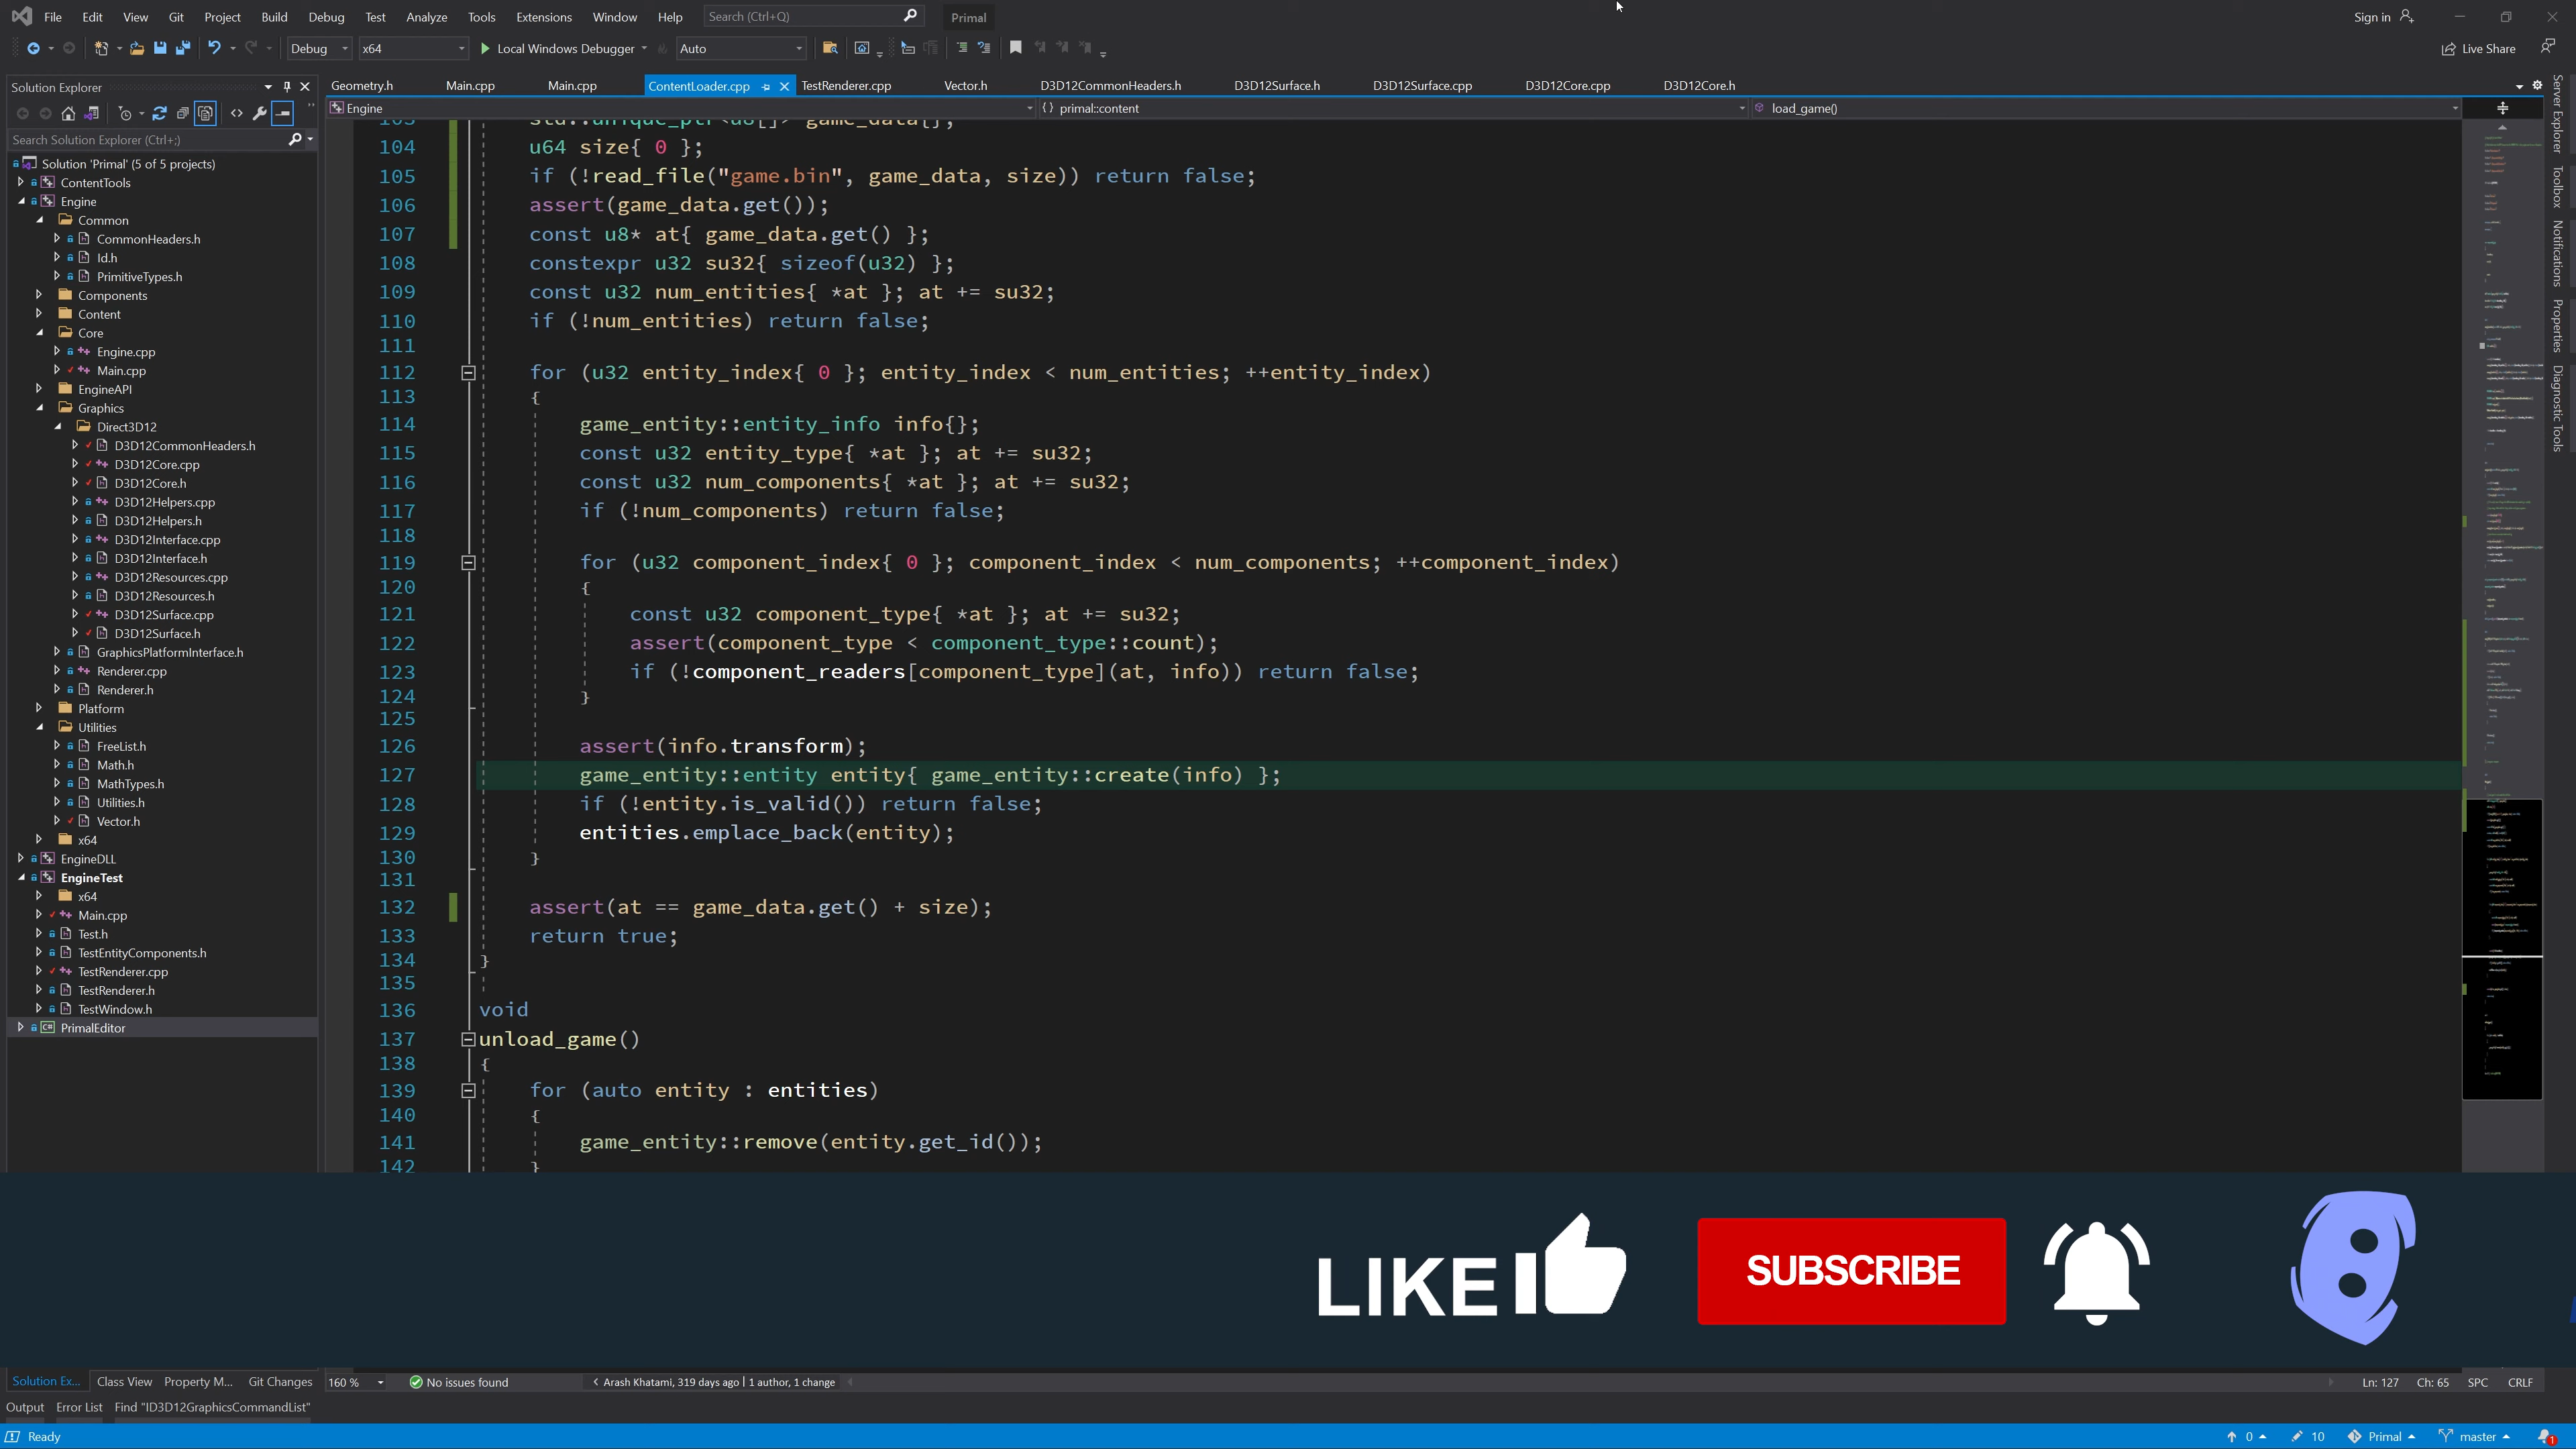 File Edit View Git Project Build Debug Test Analyze Tools Extensions Window Help Search (Ctrl+Q) Primal Sign in
Debug x64 Local Windows Debugger Auto Live Share
Solution Explorer
Search Solution Explorer (Ctrl+;)
Solution 'Primal' (5 of 5 projects)
ContentTools
Engine
Common
CommonHeaders.h
Id.h
PrimitiveTypes.h
Components
Content
Core
Engine.cpp
Main.cpp
EngineAPI
Graphics
Direct3D12
D3D12CommonHeaders.h
D3D12Core.cpp
D3D12Core.h
D3D12Helpers.cpp
D3D12Helpers.h
D3D12Interface.cpp
D3D12Interface.h
D3D12Resources.cpp
D3D12Resources.h
D3D12Surface.cpp
D3D12Surface.h
GraphicsPlatformInterface.h
Renderer.cpp
Renderer.h
Platform
Utilities
FreeList.h
Math.h
MathTypes.h
Utilities.h
Vector.h
x64
EngineDLL
EngineTest
x64
Main.cpp
Test.h
TestEntityComponents.h
TestRenderer.cpp
TestRenderer.h
TestWindow.h
PrimalEditor
Geometry.h Main.cpp Main.cpp ContentLoader.cpp TestRenderer.cpp Vector.h D3D12CommonHeaders.h D3D12Surface.h D3D12Surface.cpp D3D12Core.cpp D3D12Core.h
Engine {} primal::content load_game()
103 std::unique_ptr<u8[]> game_data{};
104 u64 size{ 0 };
105 if (!read_file("game.bin", game_data, size)) return false;
106 assert(game_data.get());
107 const u8* at{ game_data.get() };
108 constexpr u32 su32{ sizeof(u32) };
109 const u32 num_entities{ *at }; at += su32;
110 if (!num_entities) return false;
111
112 for (u32 entity_index{ 0 }; entity_index < num_entities; ++entity_index)
113 {
114 game_entity::entity_info info{};
115 const u32 entity_type{ *at }; at += su32;
116 const u32 num_components{ *at }; at += su32;
117 if (!num_components) return false;
118
119 for (u32 component_index{ 0 }; component_index < num_components; ++component_index)
120 {
121 const u32 component_type{ *at }; at += su32;
122 assert(component_type < component_type::count);
123 if (!component_readers[component_type](at, info)) return false;
124 }
125
126 assert(info.transform);
127 game_entity::entity entity{ game_entity::create(info) };
128 if (!entity.is_valid()) return false;
129 entities.emplace_back(entity);
130 }
131
132 assert(at == game_data.get() + size);
133 return true;
134 }
135
136 void
137 unload_game()
138 {
139 for (auto entity : entities)
140 {
141 game_entity::remove(entity.get_id());
142 }
Server Explorer
Toolbox
Notifications
Properties
Diagnostic Tools
LIKE SUBSCRIBE
Solution Ex... Class View Property M... Git Changes 160 % No issues found < Arash Khatami, 319 days ago | 1 author, 1 change Ln: 127 Ch: 65 SPC CRLF
Output Error List Find "ID3D12GraphicsCommandList"
Ready 0 10 Primal master 1